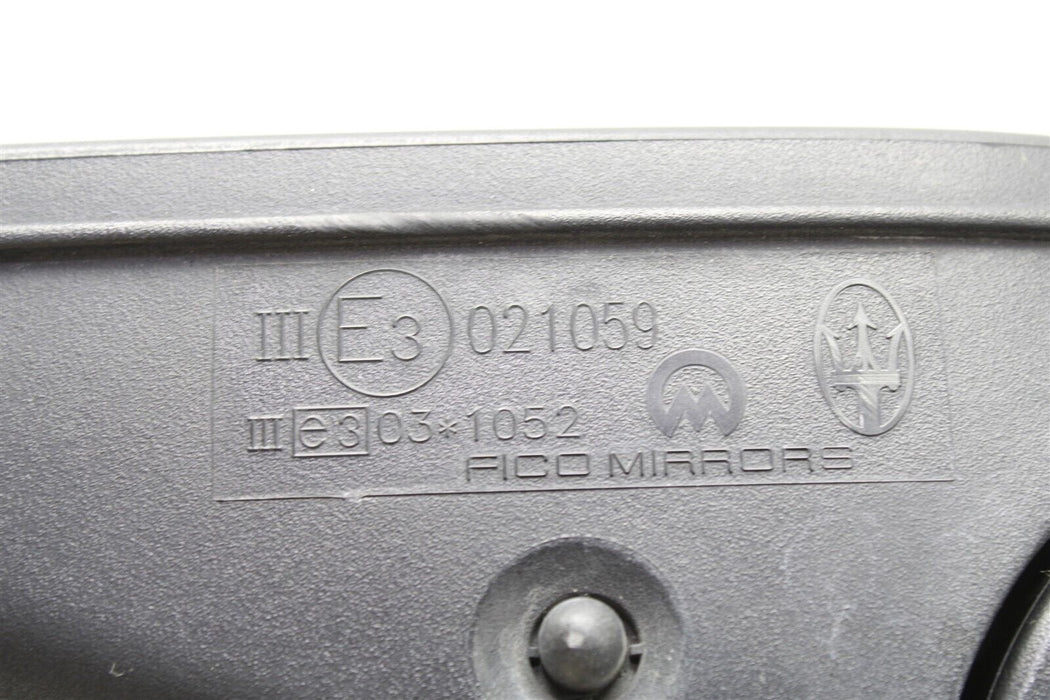 III E3 021059
III e3 03*1052
FICO MIRRORS